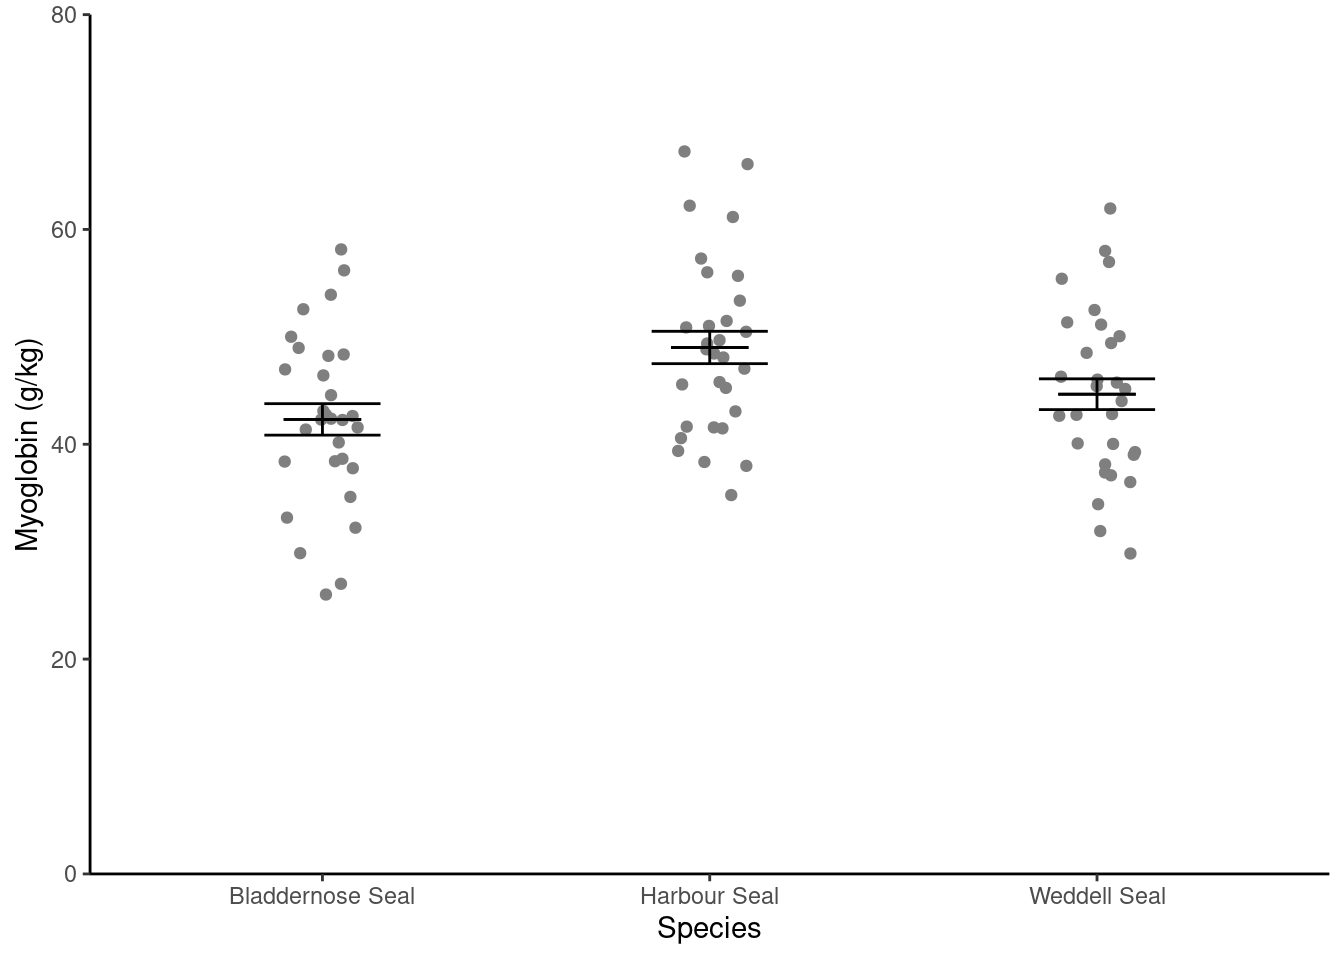 80
60
40
20
0
Myoglobin (g/kg)
Bladdernose Seal
Harbour Seal
Weddell Seal
Species